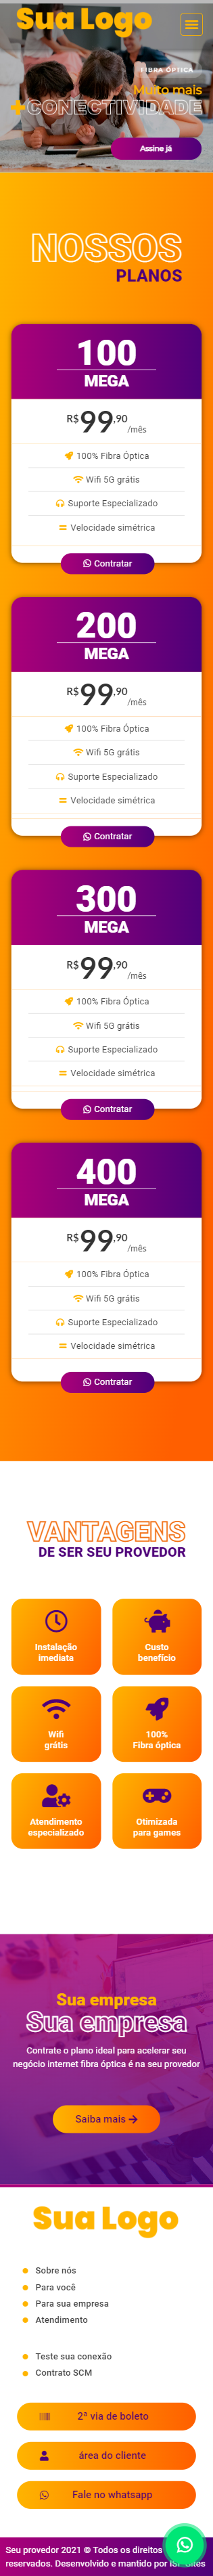 Sua Logo
FIBRA ÓPTICA
Muito mais
+CONECTIVIDADE
Assine já
NOSSOS
PLANOS
100
MEGA
R$99,90
/mês
100% Fibra Óptica
Wifi 5G grátis
Suporte Especializado
Velocidade simétrica
Contratar
200
MEGA
R$99,90
/mês
100% Fibra Óptica
Wifi 5G grátis
Suporte Especializado
Velocidade simétrica
Contratar
300
MEGA
R$99,90
/mês
100% Fibra Óptica
Wifi 5G grátis
Suporte Especializado
Velocidade simétrica
Contratar
400
MEGA
R$99,90
/mês
100% Fibra Óptica
Wifi 5G grátis
Suporte Especializado
Velocidade simétrica
Contratar
VANTAGENS
DE SER SEU PROVEDOR
Instalação
imediata
Custo
benefício
Wifi
grátis
100%
Fibra óptica
Atendimento
especializado
Otimizada
para games
Sua empresa
Sua empresa
Contrate o plano ideal para acelerar seu
negócio internet fibra óptica é na seu provedor
Saiba mais
Sua Logo
Sobre nós
Para você
Para sua empresa
Atendimento
Teste sua conexão
Contrato SCM
2ª via de boleto
área do cliente
Fale no whatsapp
Seu provedor 2021 © Todos os direitos
reservados. Desenvolvido e mantido por